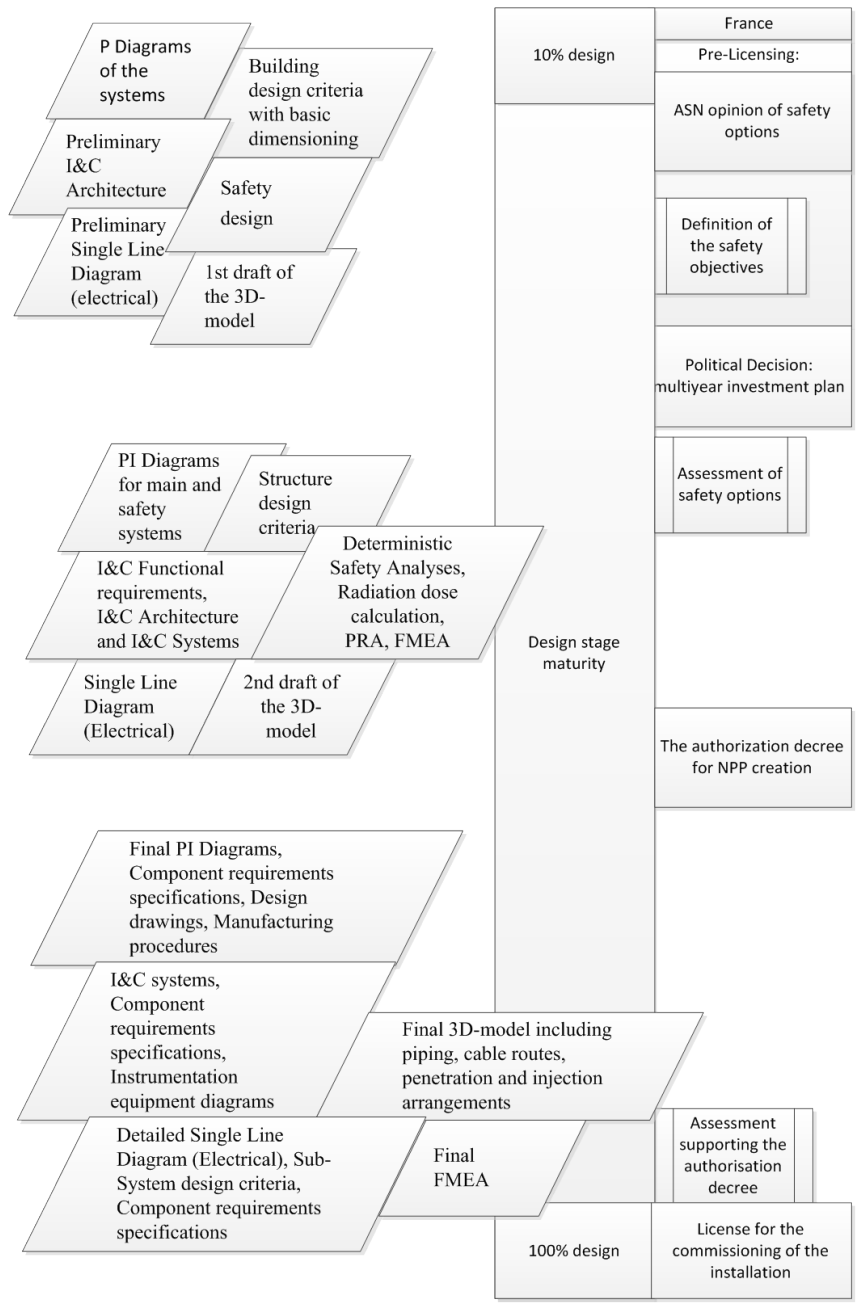 P Diagrams
of the
systems
Building
design criteria
with basic
dimensioning
Preliminary
I&C
Architecture
Safety
design
Preliminary
Single Line
Diagram
(electrical)
1st draft of
the 3D-
model
PI Diagrams
for main and
safety
systems
Structure
design
criteria
I&C Functional
requirements,
I&C Architecture
and I&C Systems
Deterministic
Safety Analyses,
Radiation dose
calculation,
PRA, FMEA
Single Line
Diagram
(Electrical)
2nd draft of
the 3D-
model
Final PI Diagrams,
Component requirements
specifications, Design
drawings, Manufacturing
procedures
I&C systems,
Component
requirements
specifications,
Instrumentation
equipment diagrams
Final 3D-model including
piping, cable routes,
penetration and injection
arrangements
Detailed Single Line
Diagram (Electrical), Sub-
System design criteria,
Component requirements
specifications
Final
FMEA
10% design
Design stage
maturity
100% design
France
Pre-Licensing:
ASN opinion of safety
options
Definition of
the safety
objectives
Political Decision:
multiyear investment plan
Assessment of
safety options
The authorization decree
for NPP creation
Assessment
supporting the
authorisation
decree
License for the
commissioning of the
installation